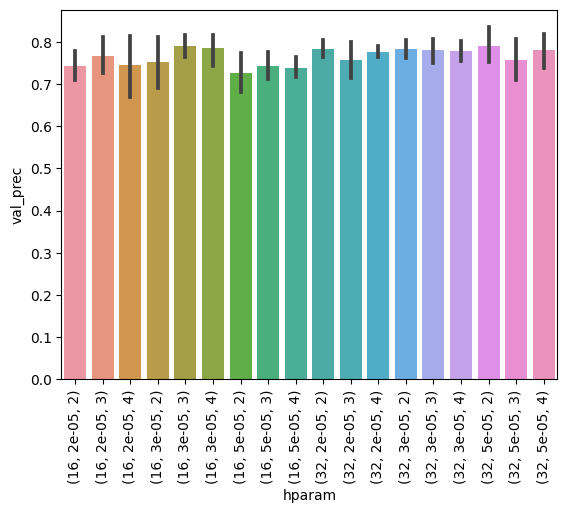 0.8
0.7
0.6
0.5
0.4
0.3
0.2
0.1
0.0
val_prec
(16, 2e-05, 2)
(16, 2e-05, 3)
(16, 2e-05, 4)
(16, 3e-05, 2)
(16, 3e-05, 3)
(16, 3e-05, 4)
(16, 5e-05, 2)
(16, 5e-05, 3)
(16, 5e-05, 4)
(32, 2e-05, 2)
(32, 2e-05, 3)
(32, 2e-05, 4)
(32, 3e-05, 2)
(32, 3e-05, 3)
(32, 3e-05, 4)
(32, 5e-05, 2)
(32, 5e-05, 3)
(32, 5e-05, 4)
hparam